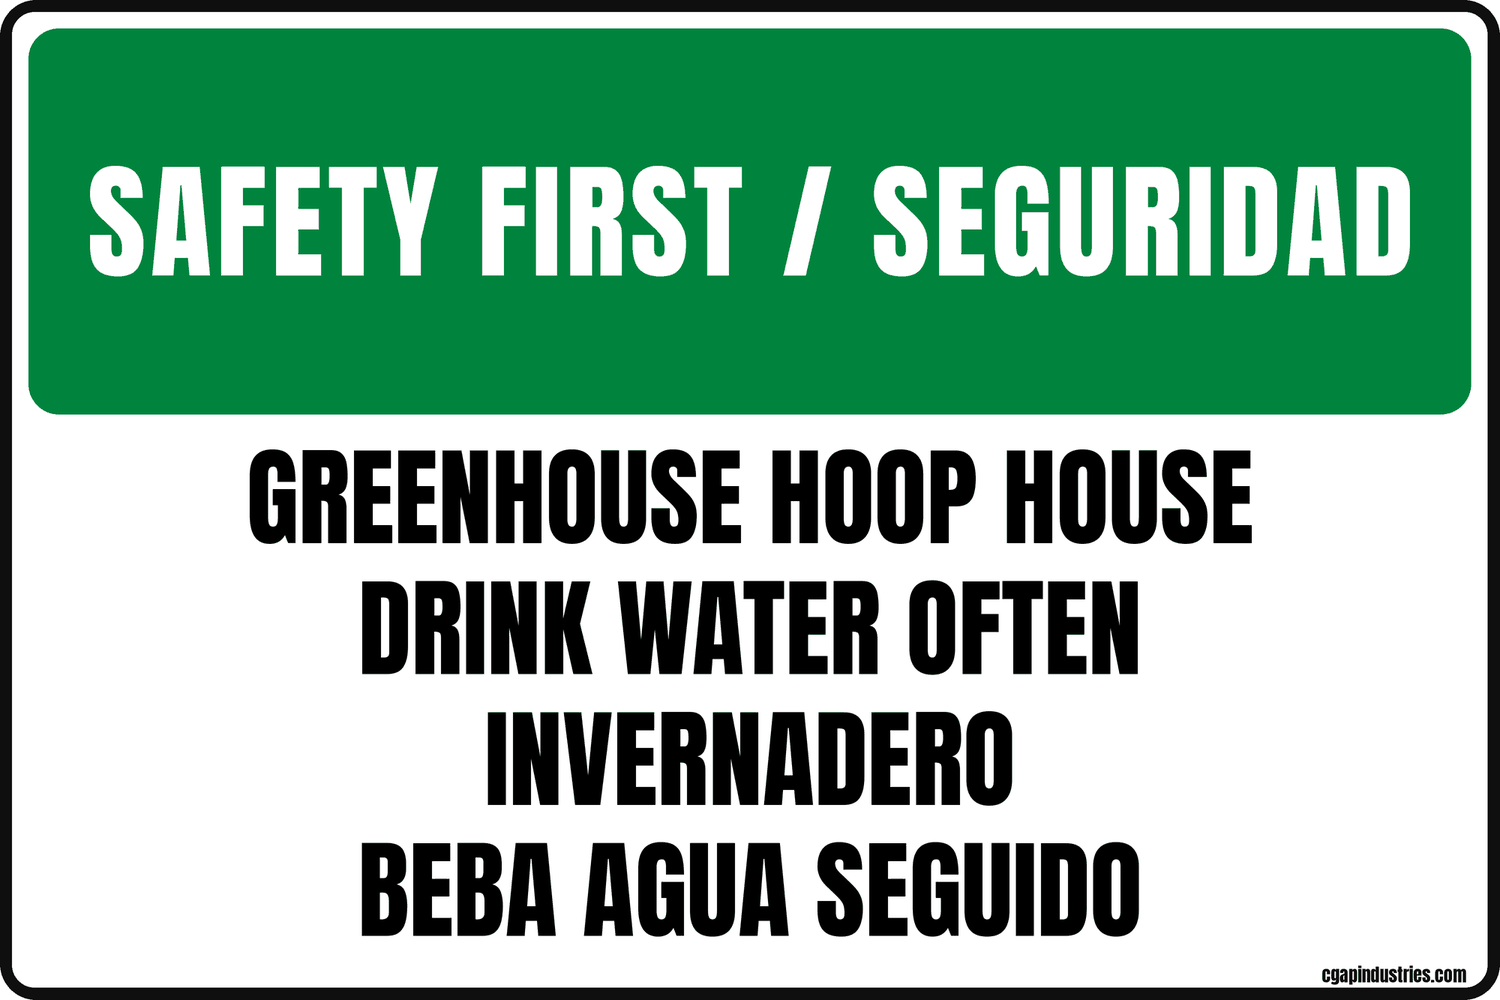 SAFETY FIRST / SEGURIDAD
GREENHOUSE HOOP HOUSE
DRINK WATER OFTEN
INVERNADERO
BEBA AGUA SEGUIDO
cgapindustries.com